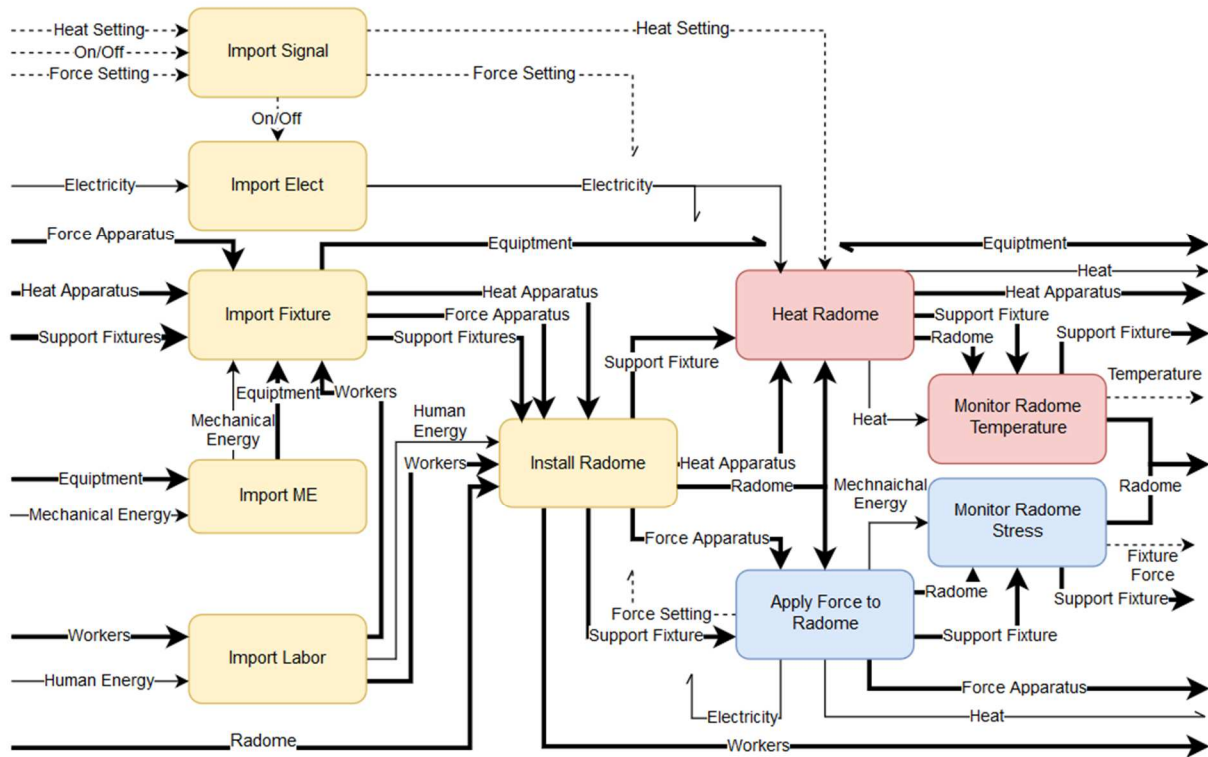 Heat Setting
On/Off
Force Setting
Import Signal
Heat Setting
Force Setting
On/Off
Electricity
Import Elect
Electricity
Force Apparatus
Equiptment
Equiptment
Heat Apparatus
Support Fixtures
Import Fixture
Heat Apparatus
Force Apparatus
Support Fixtures
Heat Radome
Heat
Heat Apparatus
Support Fixture
Radome
Support Fixture
Support Fixture
Equiptment
Workers
Mechanical
Energy
Human
Energy
Heat
Monitor Radome
Temperature
Temperature
Equiptment
Mechanical Energy
Import ME
Workers
Install Radome
Heat Apparatus
Radome
Mechnaichal
Energy
Monitor Radome
Stress
Radome
Force Apparatus
Fixture
Force
Workers
Human Energy
Import Labor
Force Setting
Support Fixture
Apply Force to
Radome
Radome
Support Fixture
Support Fixture
Force Apparatus
Electricity
Heat
Radome
Workers